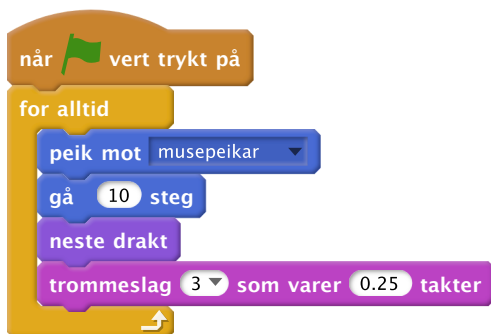 når vert trykt på
for alltid
peik mot musepeikar
gå 10 steg
neste drakt
trommeslag 3 som varer 0.25 takter